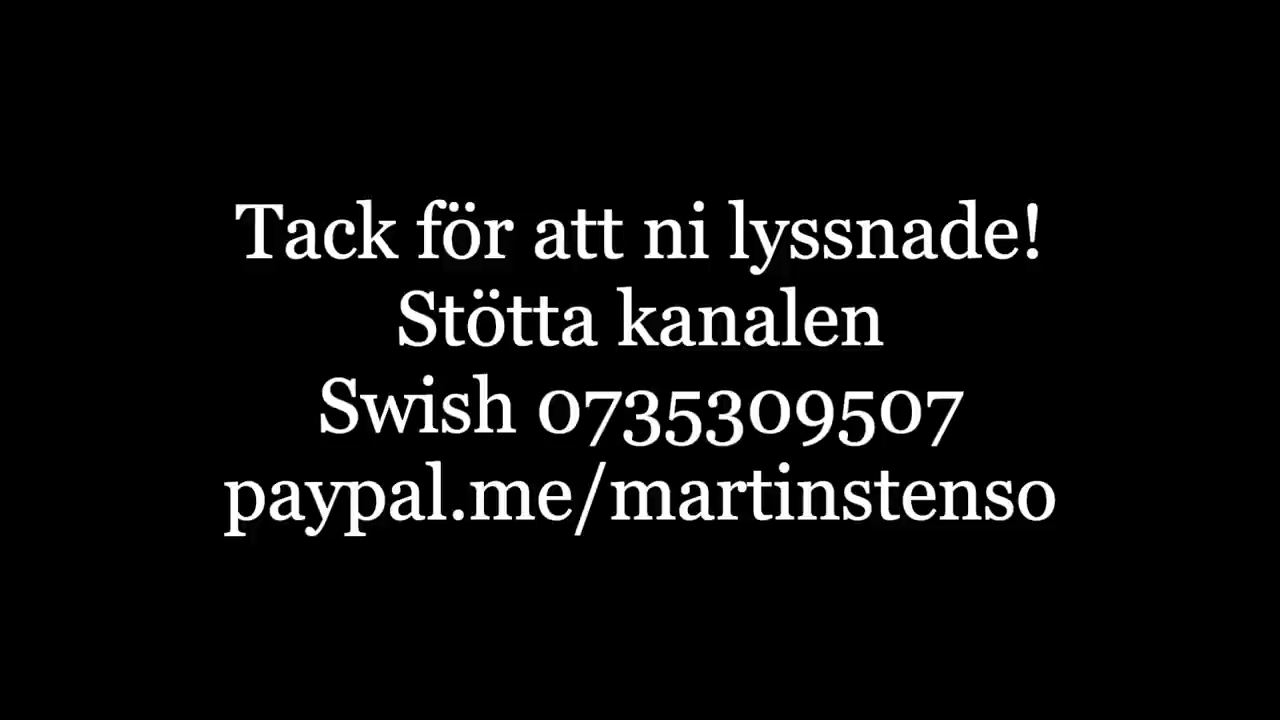 Tack för att ni lyssnade!
Stötta kanalen
Swish 0735309507
paypal.me/martinstenso